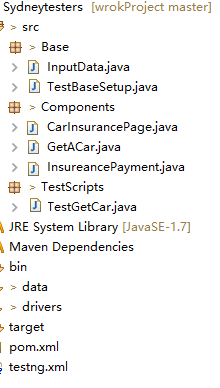 Sydneytesters [wrokProject master]
> src
> Base
> InputData.java
> TestBaseSetup.java
> Components
> CarInsurancePage.java
> GetACar.java
> InsureancePayment.java
> TestScripts
> TestGetCar.java
JRE System Library [JavaSE-1.7]
Maven Dependencies
bin
> data
> drivers
target
pom.xml
testng.xml